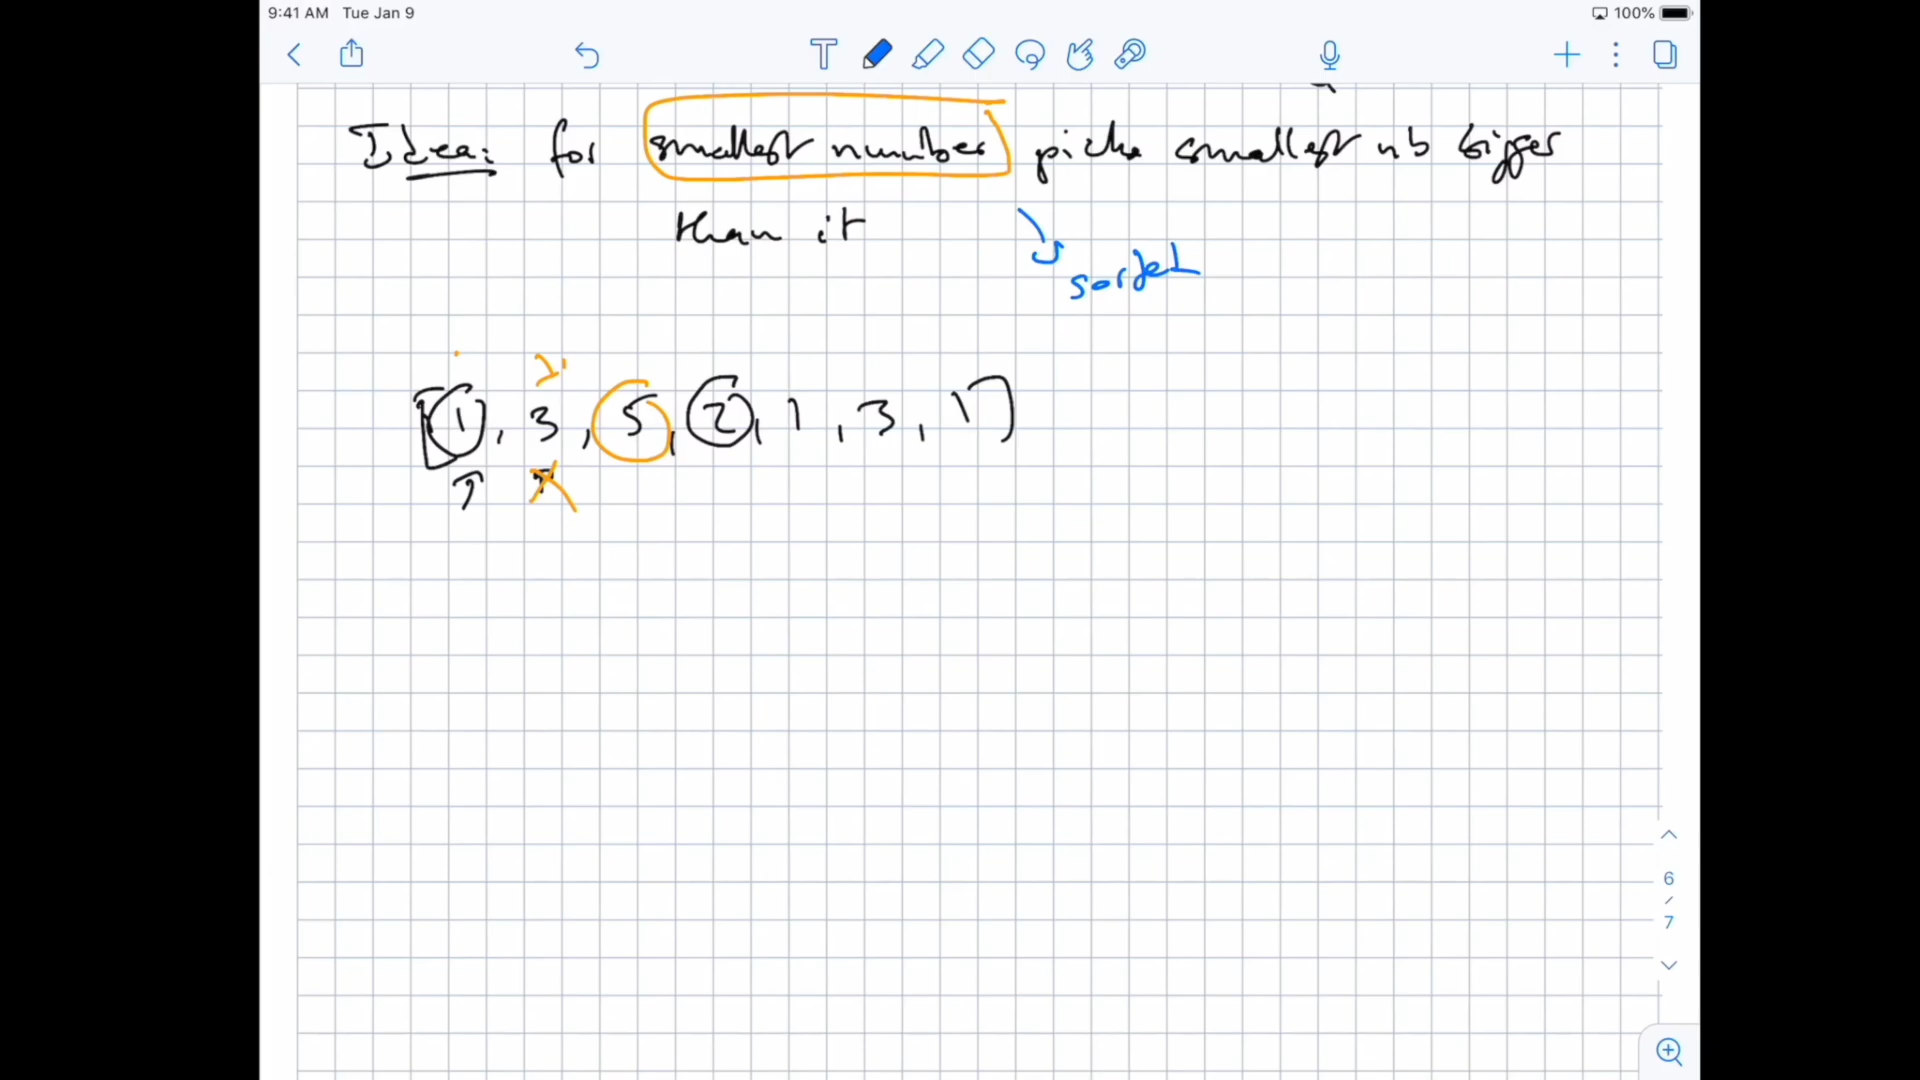 9:41 AM Tue Jan 9
100%
Idea: for smallest number picks smallest nb bigger
than it
sorted
[1, 3, 5, 2, 1, 3, 1]
6
/
7